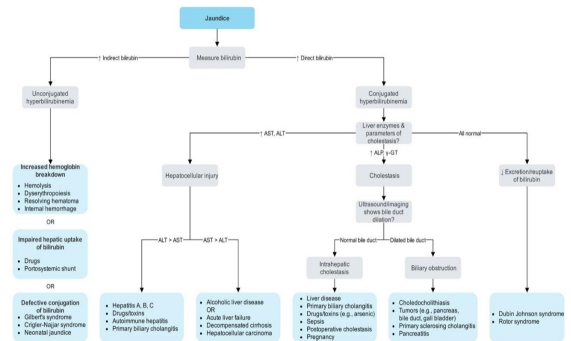 Jaundice
↑ Indirect bilirubin
Measure bilirubin
↑ Direct bilirubin
Unconjugated
hyperbilirubinemia
Conjugated
hyperbilirubinemia
Liver enzymes &
parameters of
cholestasis?
↑ AST, ALT
All normal
↑ ALP, γ-GT
Increased hemoglobin
breakdown
• Hemolysis
• Dyserythropoiesis
• Resolving hematoma
• Internal hemorrhage
OR
Impaired hepatic uptake
of bilirubin
• Drugs
• Portosystemic shunt
OR
Defective conjugation
of bilirubin
• Gilbert's syndrome
• Crigler-Najjar syndrome
• Neonatal jaundice
Hepatocellular injury
ALT > AST
AST > ALT
• Hepatitis A, B, C
• Drugs/toxins
• Autoimmune hepatitis
• Primary biliary cholangitis
• Alcoholic liver disease
OR
• Acute liver failure
• Decompensated cirrhosis
• Hepatocellular carcinoma
Cholestasis
Ultrasound/imaging
shows bile duct
dilation?
Normal bile duct
Dilated bile duct
Intrahepatic
cholestasis
Biliary obstruction
• Liver disease
• Primary biliary cholangitis
• Drugs/toxins (e.g., arsenic)
• Sepsis
• Postoperative cholestasis
• Pregnancy
• Choledocholithiasis
• Tumors (e.g., pancreas,
bile duct, gall bladder)
• Primary sclerosing cholangitis
• Pancreatitis
↓ Excretion/reuptake
of bilirubin
• Dubin Johnson syndrome
• Rotor syndrome